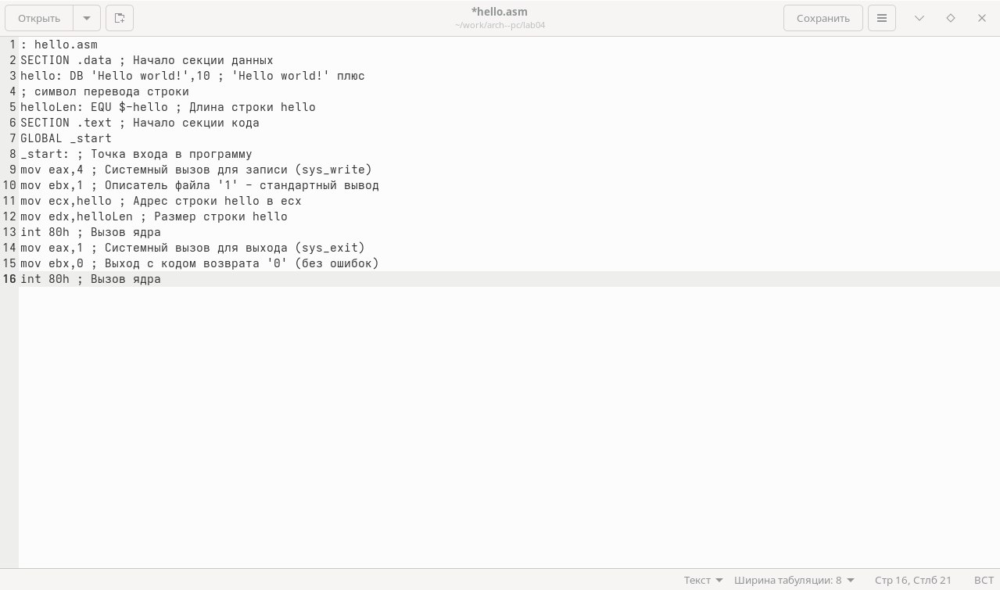 Открыть
*hello.asm
~/work/arch--pc/lab04
Сохранить
1 : hello.asm
2 SECTION .data ; Начало секции данных
3 hello: DB 'Hello world!',10 ; 'Hello world!' плюс
4 ; символ перевода строки
5 helloLen: EQU $-hello ; Длина строки hello
6 SECTION .text ; Начало секции кода
7 GLOBAL _start
8 _start: ; Точка входа в программу
9 mov eax,4 ; Системный вызов для записи (sys_write)
10 mov ebx,1 ; Описатель файла '1' - стандартный вывод
11 mov ecx,hello ; Адрес строки hello в ecx
12 mov edx,helloLen ; Размер строки hello
13 int 80h ; Вызов ядра
14 mov eax,1 ; Системный вызов для выхода (sys_exit)
15 mov ebx,0 ; Выход с кодом возврата '0' (без ошибок)
16 int 80h ; Вызов ядра
Текст Ширина табуляции: 8 Стр 16, Стлб 21 ВСТ